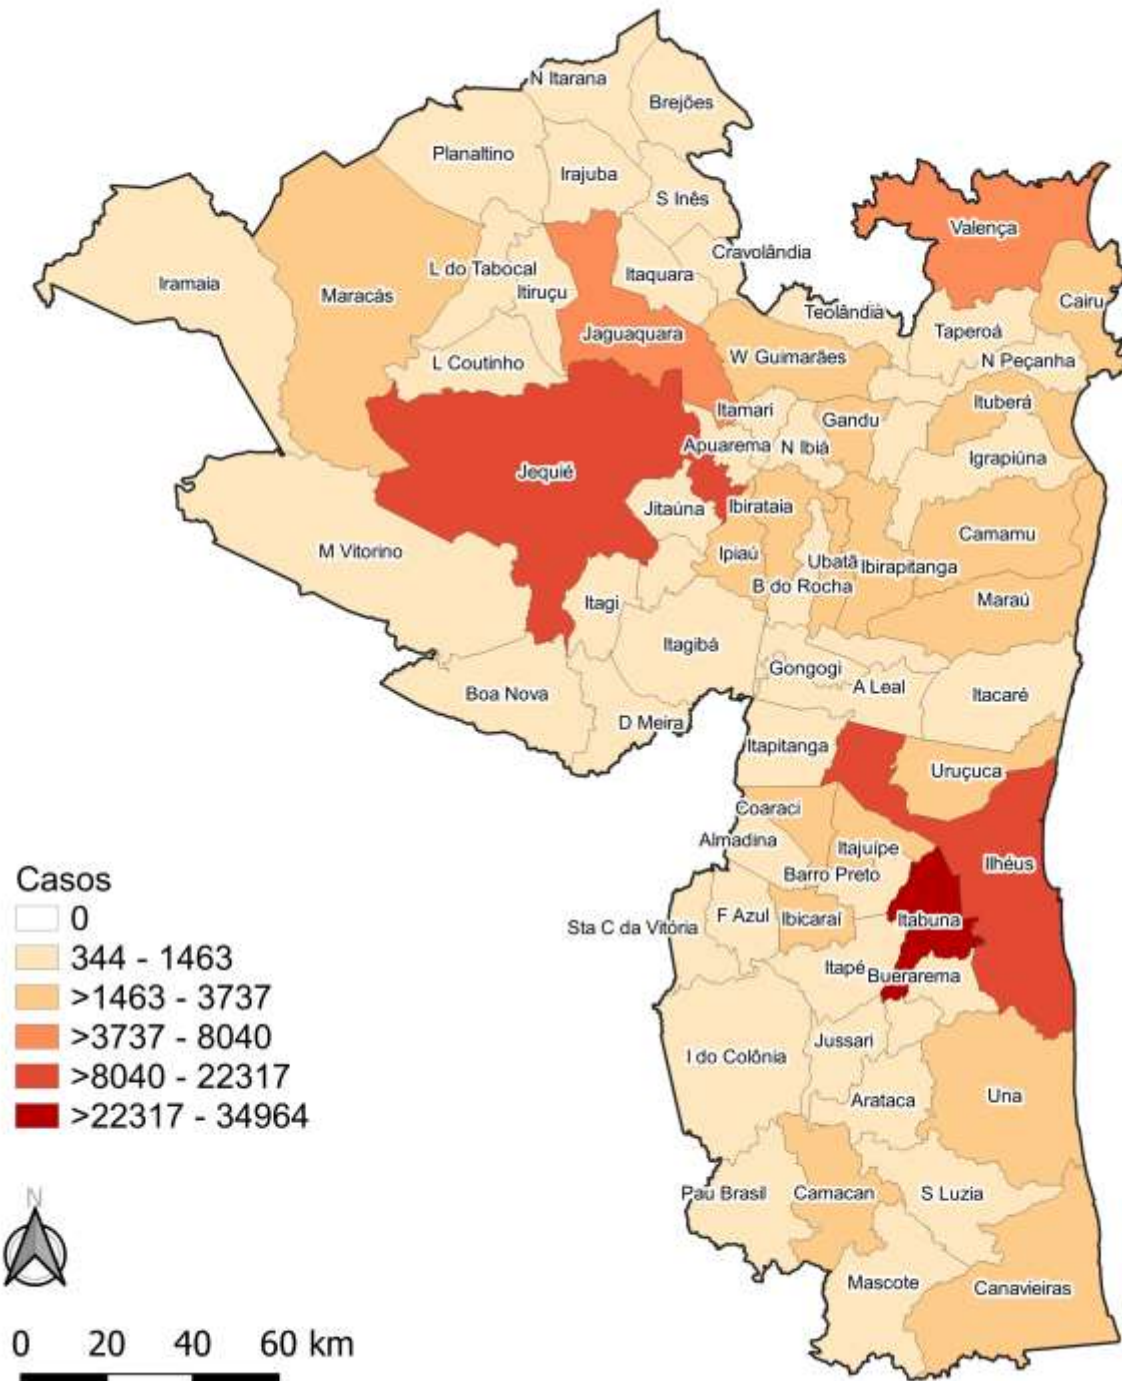 N Itarana
Brejões
Planaltino
Irajuba
S Inês
Valença
Cravolândia
L do Tabocal
Itaquara
Iramaia
Maracás
Itiruçu
Cairu
Teolândia
Taperoá
Jaguaquara
W Guimarães
L Coutinho
N Peçanha
Itamari
Ituberá
Gandu
Apuarema
N Ibiá
Igrapiúna
Jequié
Jitaúna
Ibirataia
Camamu
M Vitorino
Ipiaú
Ubatã
Ibirapitanga
B do Rocha
Itagi
Maraú
Itagibá
Gongogi
A Leal
Boa Nova
Itacaré
D Meira
Itapitanga
Uruçuca
Coaraci
Almadina
Itajuípe
Ilhéus
Barro Preto
F Azul
Ibicaraí
Itabuna
Sta C da Vitória
Itapé
Buerarema
Jussari
I do Colônia
Una
Arataca
Pau Brasil
Camacan
S Luzia
Mascote
Canavieiras
Casos
0
344 - 1463
>1463 - 3737
>3737 - 8040
>8040 - 22317
>22317 - 34964
N
0 20 40 60 km